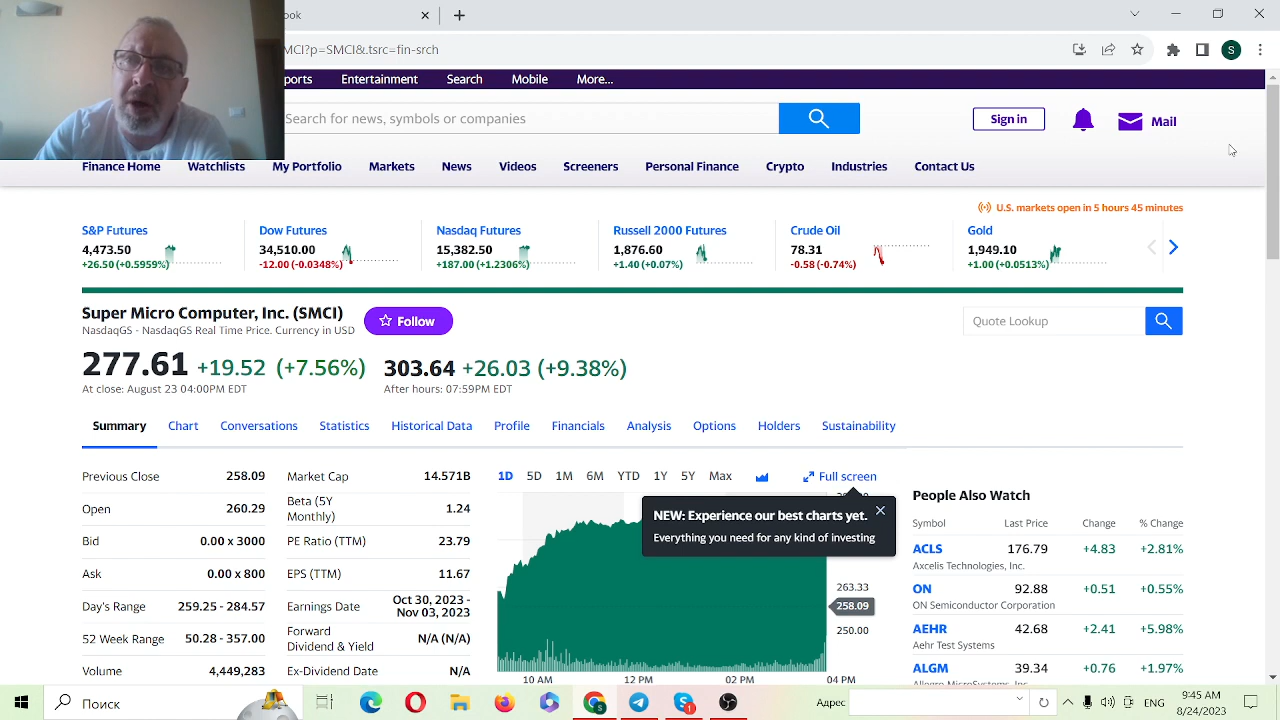 ook
MCI?p=SMCI&.tsrc=fin-srch
S
ports Entertainment Search Mobile More...
Search for news, symbols or companies
Sign in Mail
Finance Home Watchlists My Portfolio Markets News Videos Screeners Personal Finance Crypto Industries Contact Us
U.S. markets open in 5 hours 45 minutes
S&P Futures Dow Futures Nasdaq Futures Russell 2000 Futures Crude Oil Gold
4,473.50 34,510.00 15,382.50 1,876.60 78.31 1,949.10
+26.50 (+0.5959%) -12.00 (-0.0348%) +187.00 (+1.2306%) +1.40 (+0.07%) -0.58 (-0.74%) +1.00 (+0.0513%)
Super Micro Computer, Inc. (SMCI) Follow
NasdaqGS - NasdaqGS Real Time Price. Currency in USD
Quote Lookup
277.61 +19.52 (+7.56%) 303.64 +26.03 (+9.38%)
At close: August 23 04:00PM EDT After hours: 07:59PM EDT
Summary Chart Conversations Statistics Historical Data Profile Financials Analysis Options Holders Sustainability
Previous Close 258.09
Open 260.29
Bid 0.00 x 3000
Ask 0.00 x 800
Day's Range 259.25 - 284.57
52 Week Range 50.28 - 357.00
Volume 4,449,283
Market Cap 14.571B
Beta (5Y
Monthly) 1.24
PE Ratio (TTM) 23.79
EPS (TTM) 11.67
Earnings Date Oct 30, 2023 -
Nov 03, 2023
Forward
Dividend & Yield N/A (N/A)
Ex-Dividend Date N/A
1D 5D 1M 6M YTD 1Y 5Y Max Full screen
NEW: Experience our best charts yet.
Everything you need for any kind of investing
263.33
258.09
250.00
10 AM 12 PM 02 PM 04 PM
People Also Watch
Symbol Last Price Change % Change
ACLS 176.79 +4.83 +2.81%
Axcelis Technologies, Inc.
ON 92.88 +0.51 +0.55%
ON Semiconductor Corporation
AEHR 42.68 +2.41 +5.98%
Aehr Test Systems
ALGM 39.34 +0.76 +1.97%
Allegro MicroSystems, Inc.
Поиск
S
1
Адрес
ENG
9:45 AM
8/24/2023